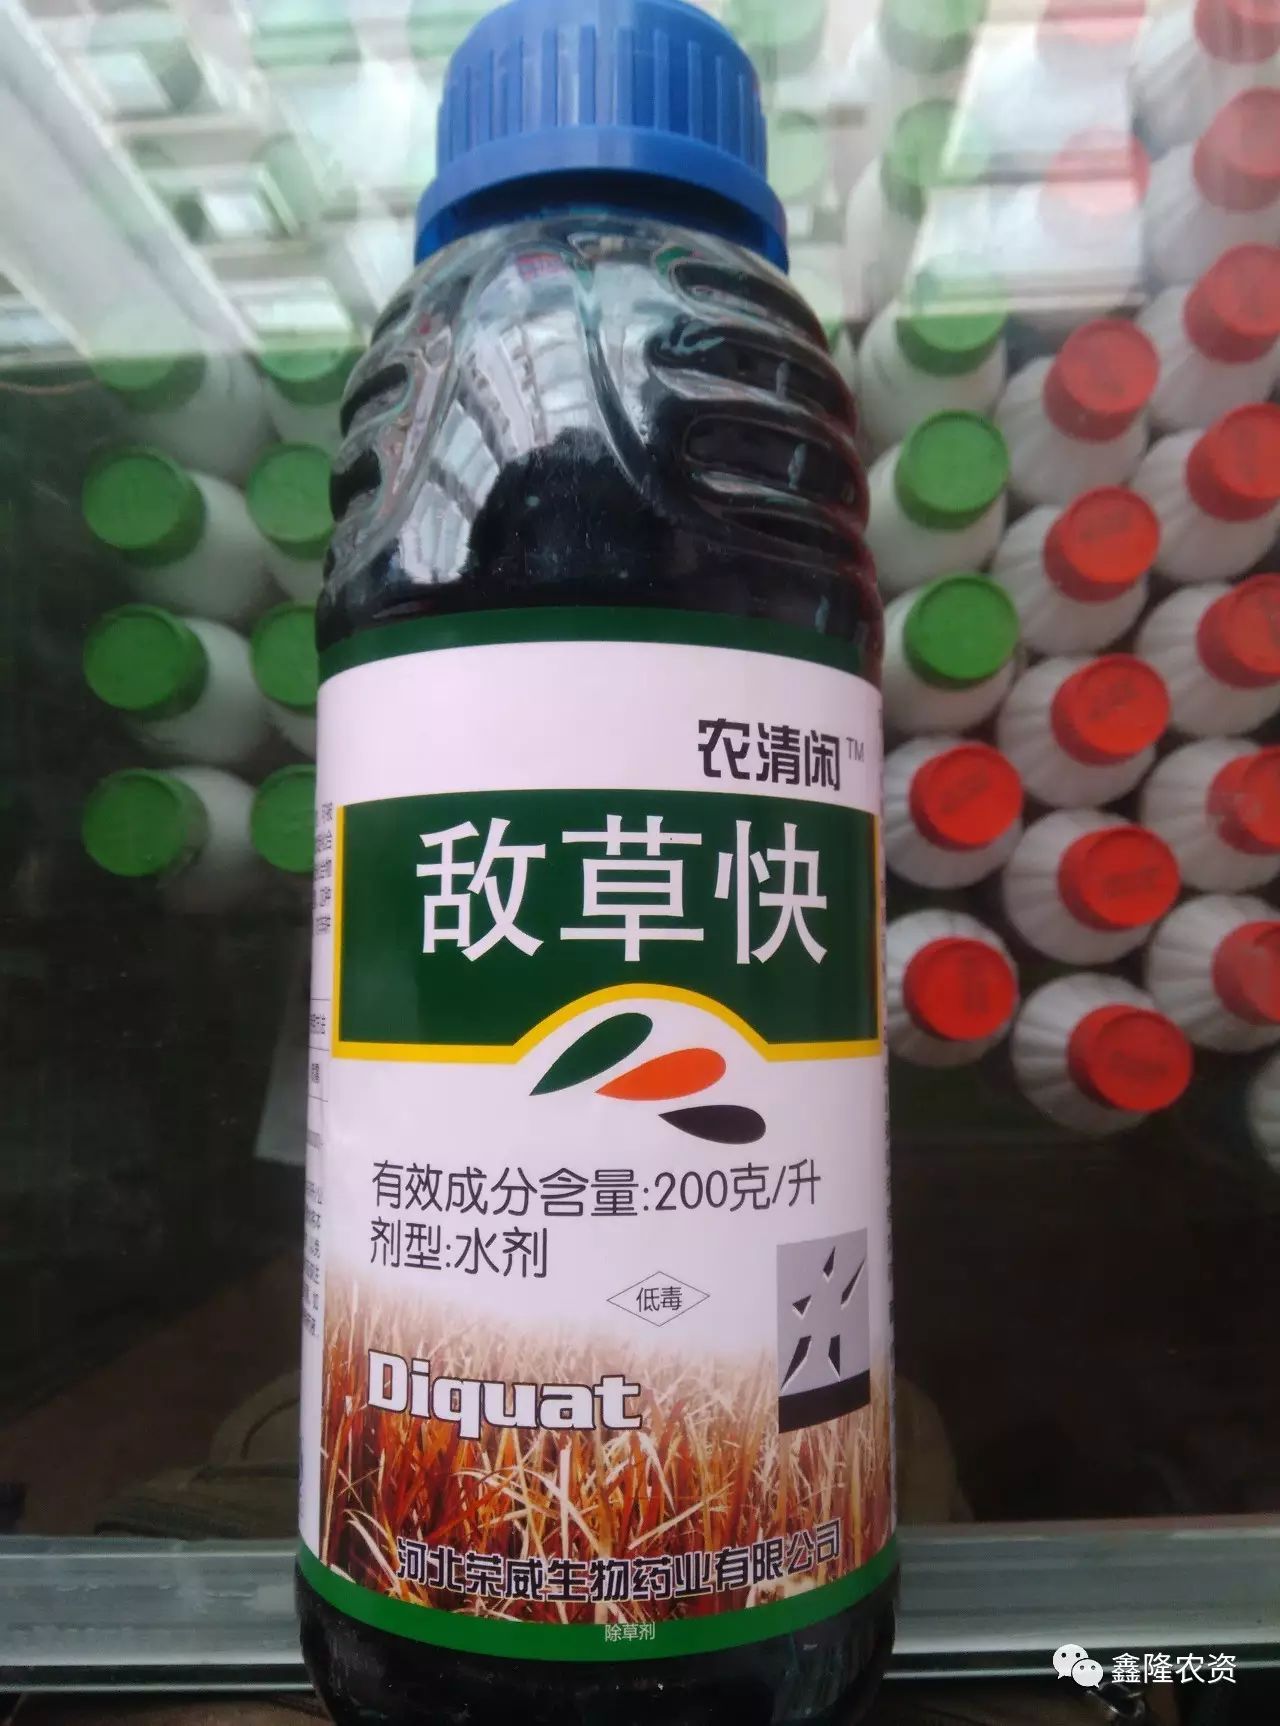 农清闲™
敌草快
有效成分含量:200克/升
剂型:水剂
低毒
Diquat
河北荣威生物药业有限公司
除草剂
鑫隆农资